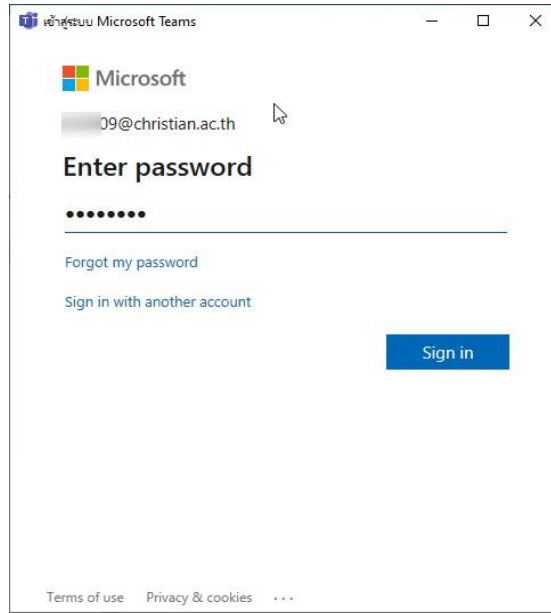 เข้าสู่ระบบ Microsoft Teams
Microsoft
09@christian.ac.th
Enter password
••••••••
Forgot my password
Sign in with another account
Sign in
Terms of use Privacy & cookies ...